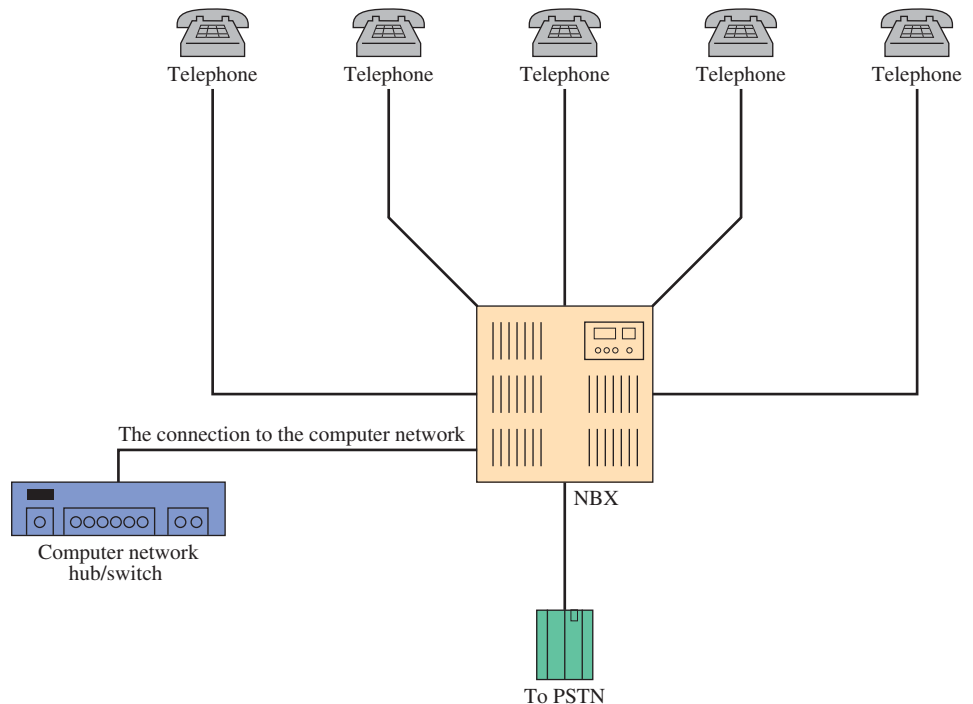 Telephone
Telephone
Telephone
Telephone
Telephone
The connection to the computer network
NBX
Computer network
hub/switch
To PSTN